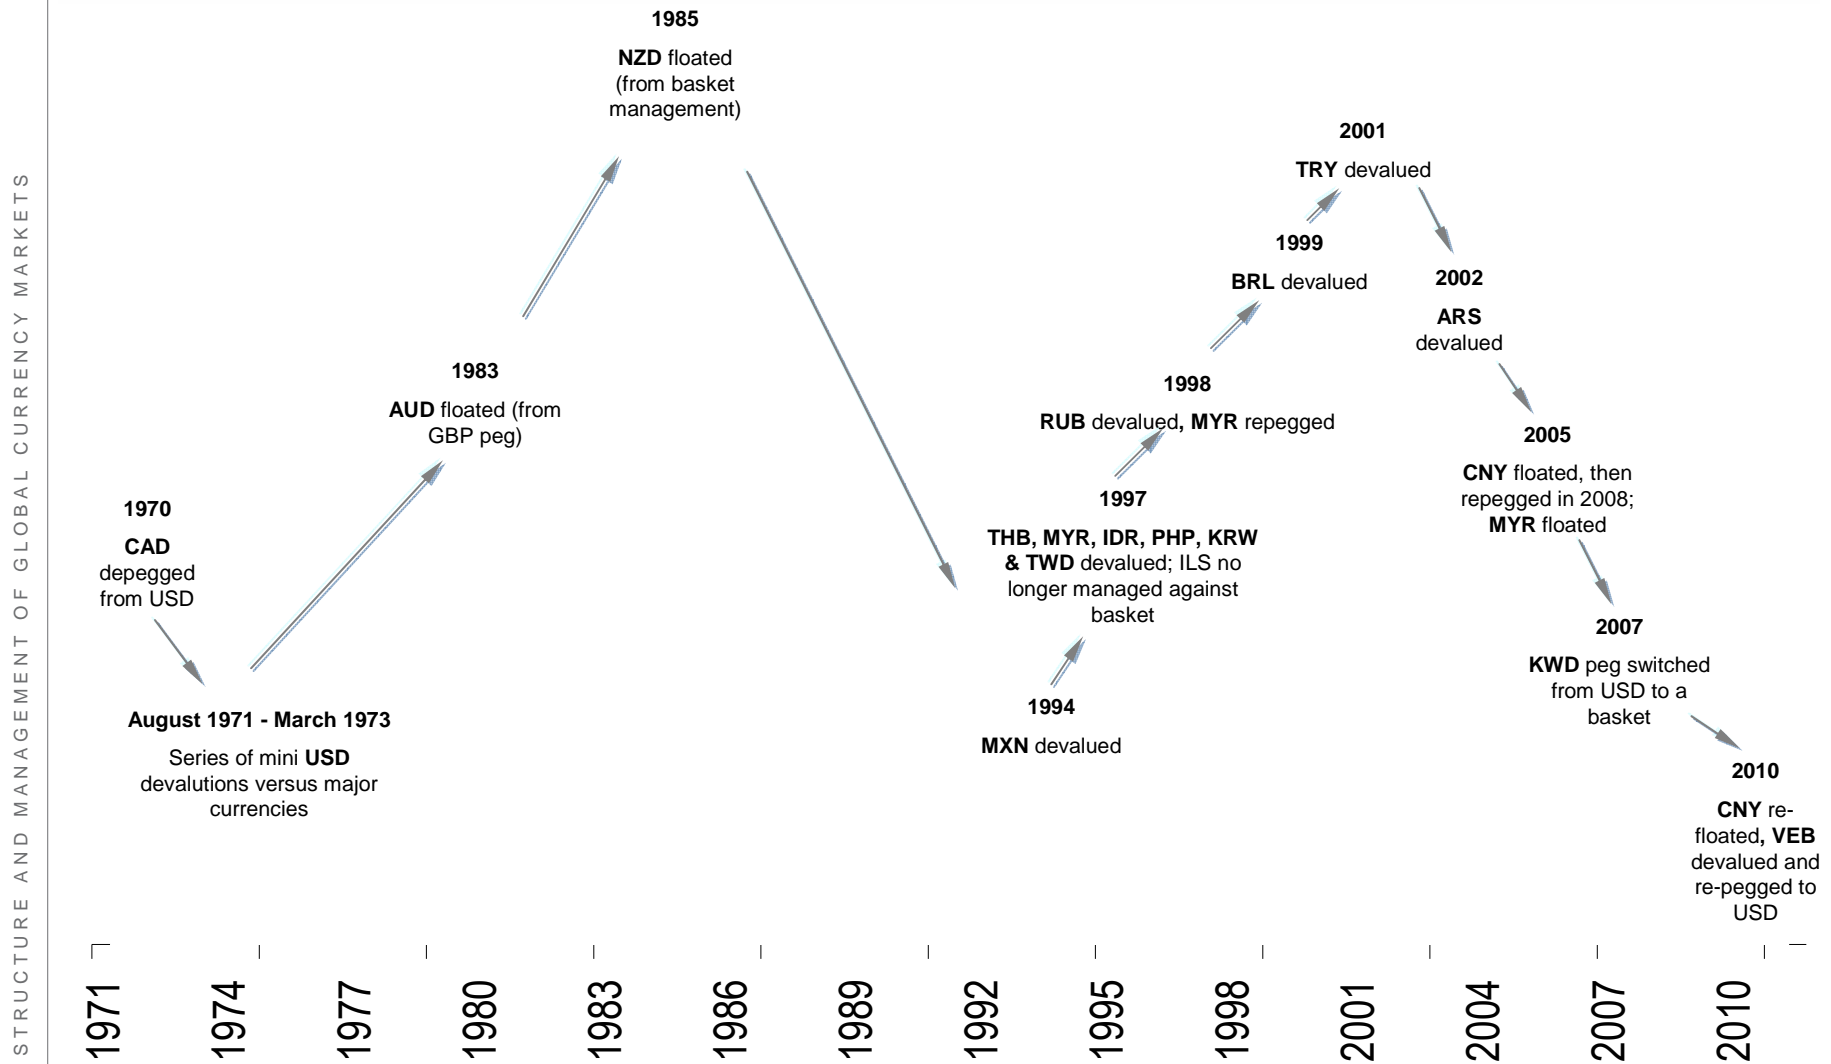 STRUCTURE AND MANAGEMENT OF GLOBAL CURRENCY MARKETS
1970
CAD
depegged
from USD
August 1971 - March 1973
Series of mini USD
devalutions versus major
currencies
1983
AUD floated (from
GBP peg)
1985
NZD floated
(from basket
management)
1994
MXN devalued
1997
THB, MYR, IDR, PHP, KRW
& TWD devalued; ILS no
longer managed against
basket
1998
RUB devalued, MYR repegged
1999
BRL devalued
2001
TRY devalued
2002
ARS
devalued
2005
CNY floated, then
repegged in 2008;
MYR floated
2007
KWD peg switched
from USD to a
basket
2010
CNY re-
floated, VEB
devalued and
re-pegged to
USD
1971
1974
1977
1980
1983
1986
1989
1992
1995
1998
2001
2004
2007
2010